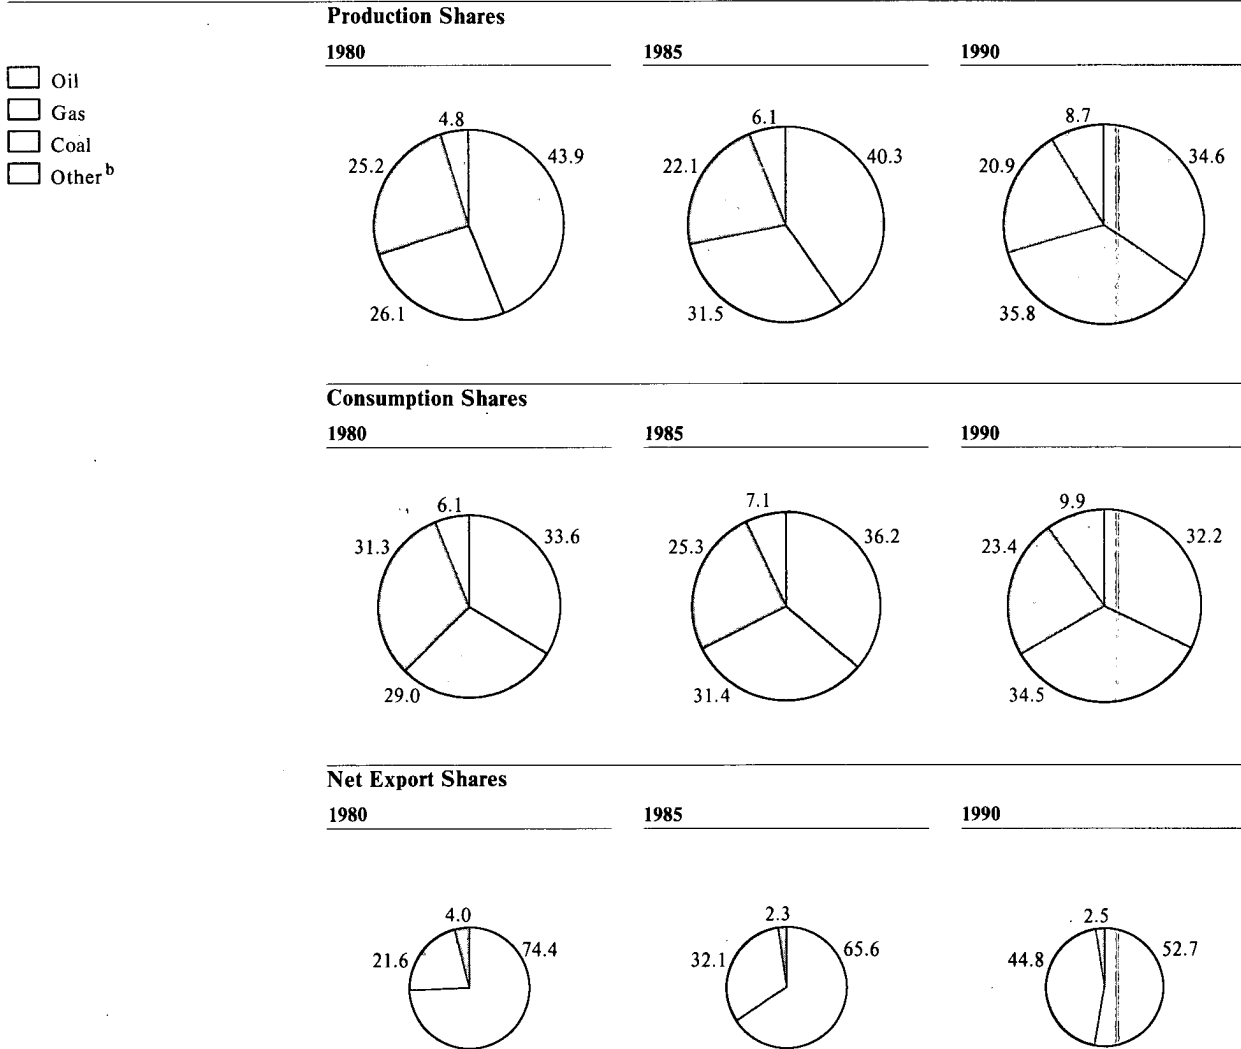 Production Shares
1980 1985 1990
Oil
Gas
Coal
Other b
4.8 43.9 25.2 26.1
6.1 40.3 22.1 31.5
8.7 34.6 20.9 35.8
Consumption Shares
1980 1985 1990
6.1 33.6 31.3 29.0
7.1 36.2 25.3 31.4
9.9 32.2 23.4 34.5
Net Export Shares
1980 1985 1990
4.0 74.4 21.6
2.3 65.6 32.1
2.5 52.7 44.8